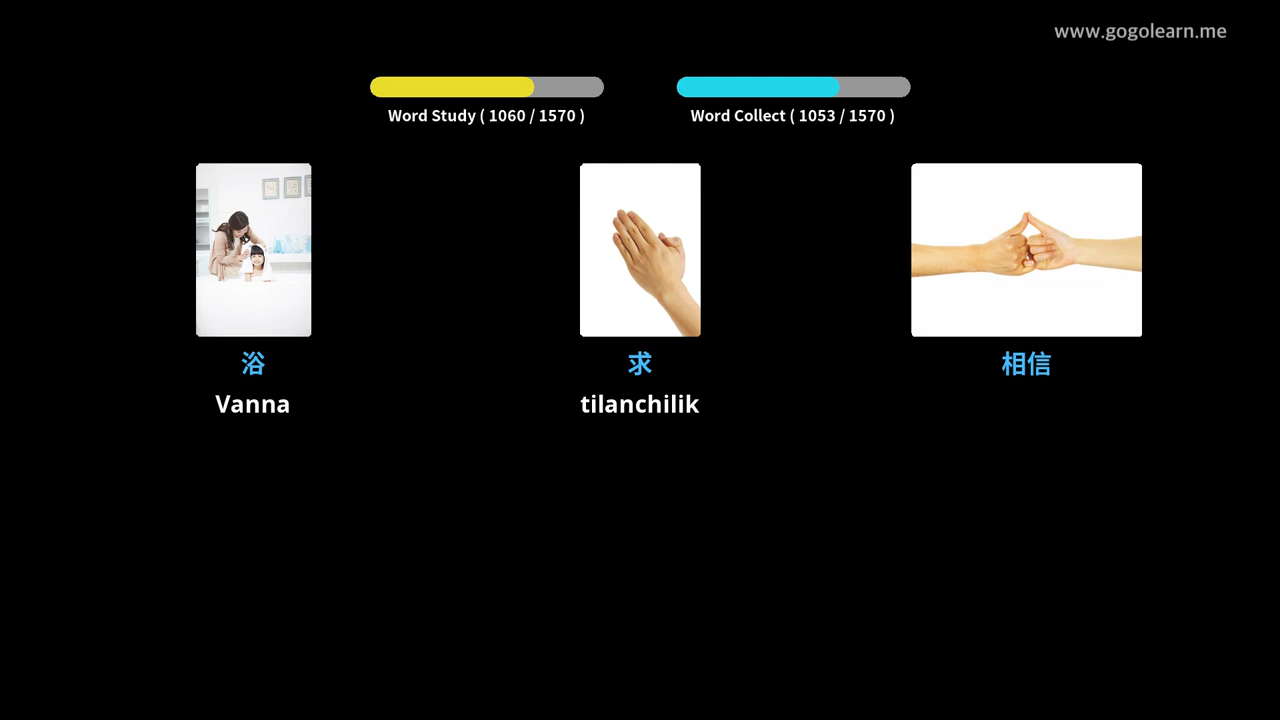 www.gogolearn.me
Word Study ( 1060 / 1570 )
Word Collect ( 1053 / 1570 )
浴
求
相信
Vanna
tilanchilik